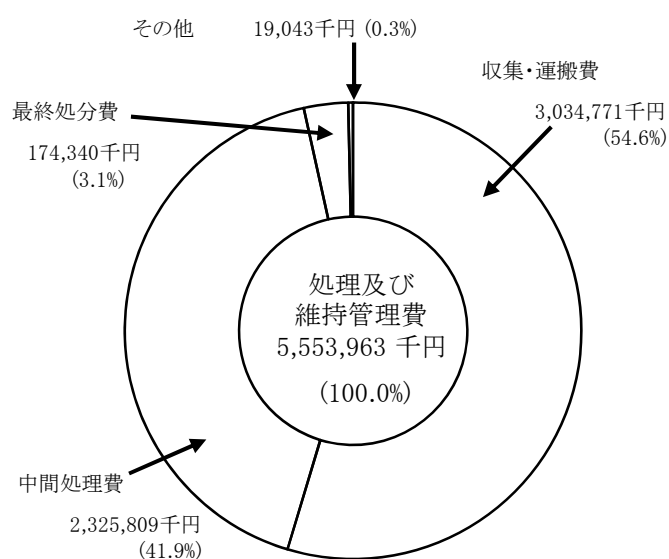 その他
19,043千円 (0.3%)
収集・運搬費
3,034,771千円
(54.6%)
最終処分費
174,340千円
(3.1%)
処理及び
維持管理費
5,553,963 千円
(100.0%)
中間処理費
2,325,809千円
(41.9%)